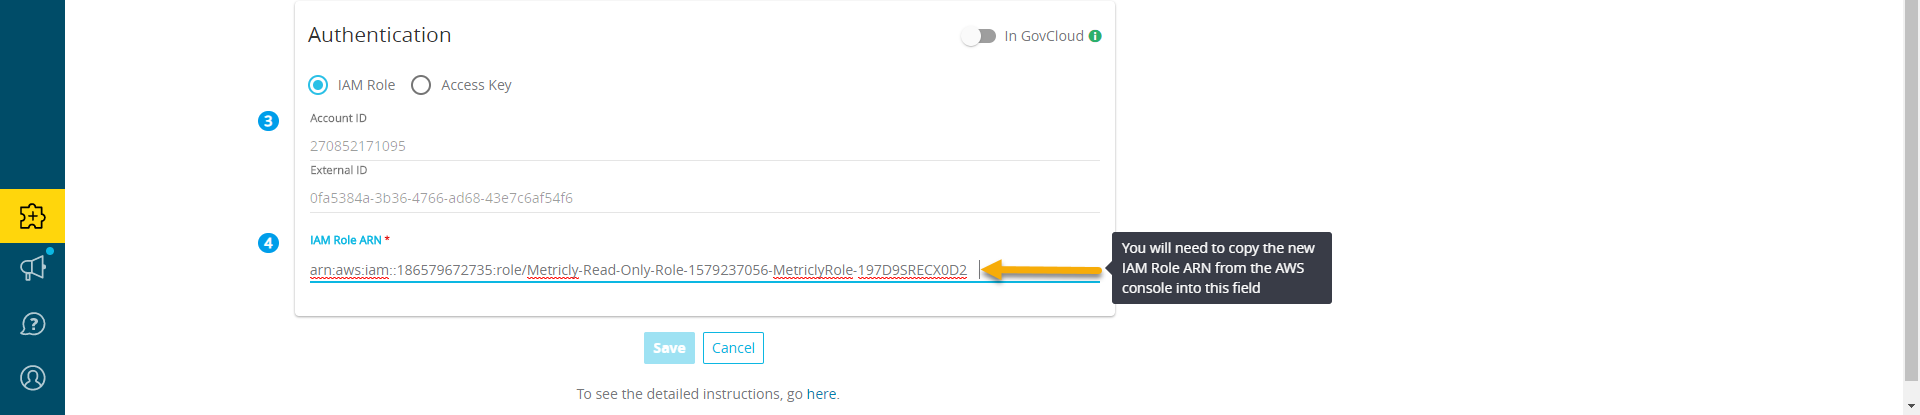 Authentication
In GovCloud
IAM Role
Access Key
3
Account ID
270852171095
External ID
0fa5384a-3b36-4766-ad68-43e7c6af54f6
4
IAM Role ARN *
arn:aws:iam::186579672735:role/Metricly-Read-Only-Role-1579237056-MetriclyRole-197D9SRECX0D2
You will need to copy the new
IAM Role ARN from the AWS
console into this field
Save
Cancel
To see the detailed instructions, go here.